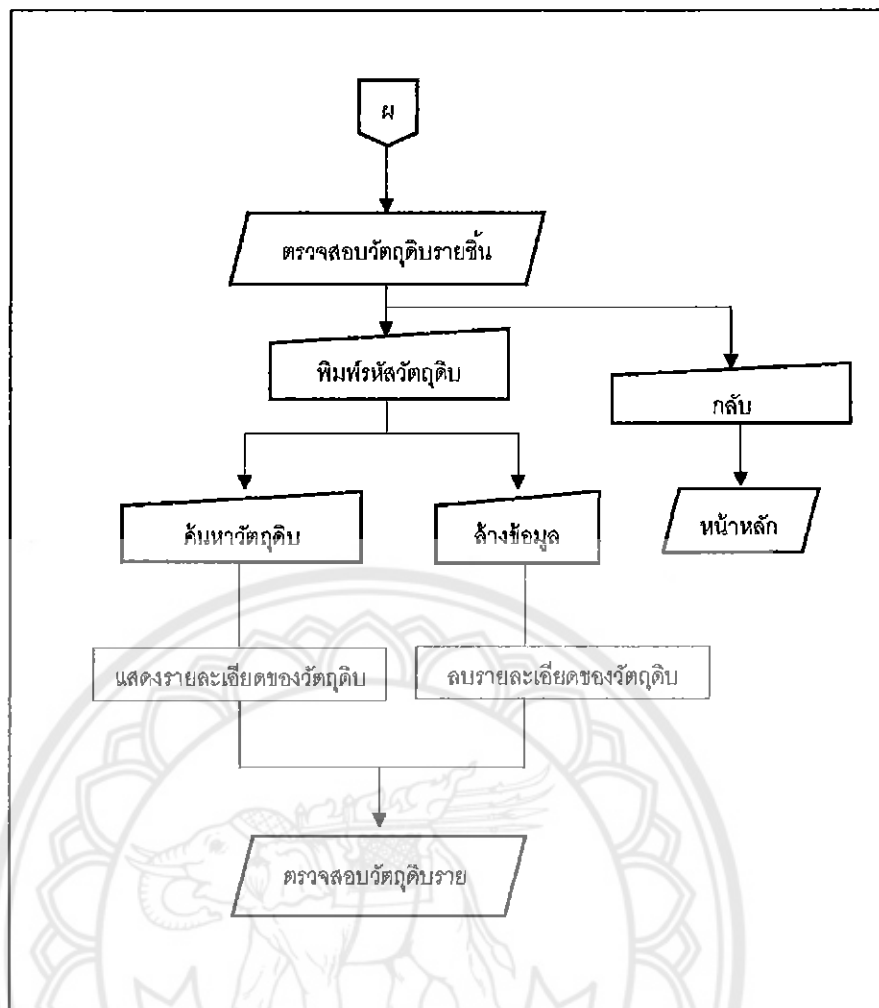 ผ
ตรวจสอบวัตถุดิบรายชิ้น
พิมพ์รหัสวัตถุดิบ
กลับ
ค้นหาวัตถุดิบ
ล้างข้อมูล
หน้าหลัก
แสดงรายละเอียดของวัตถุดิบ
ลบรายละเอียดของวัตถุดิบ
ตรวจสอบวัตถุดิบราย